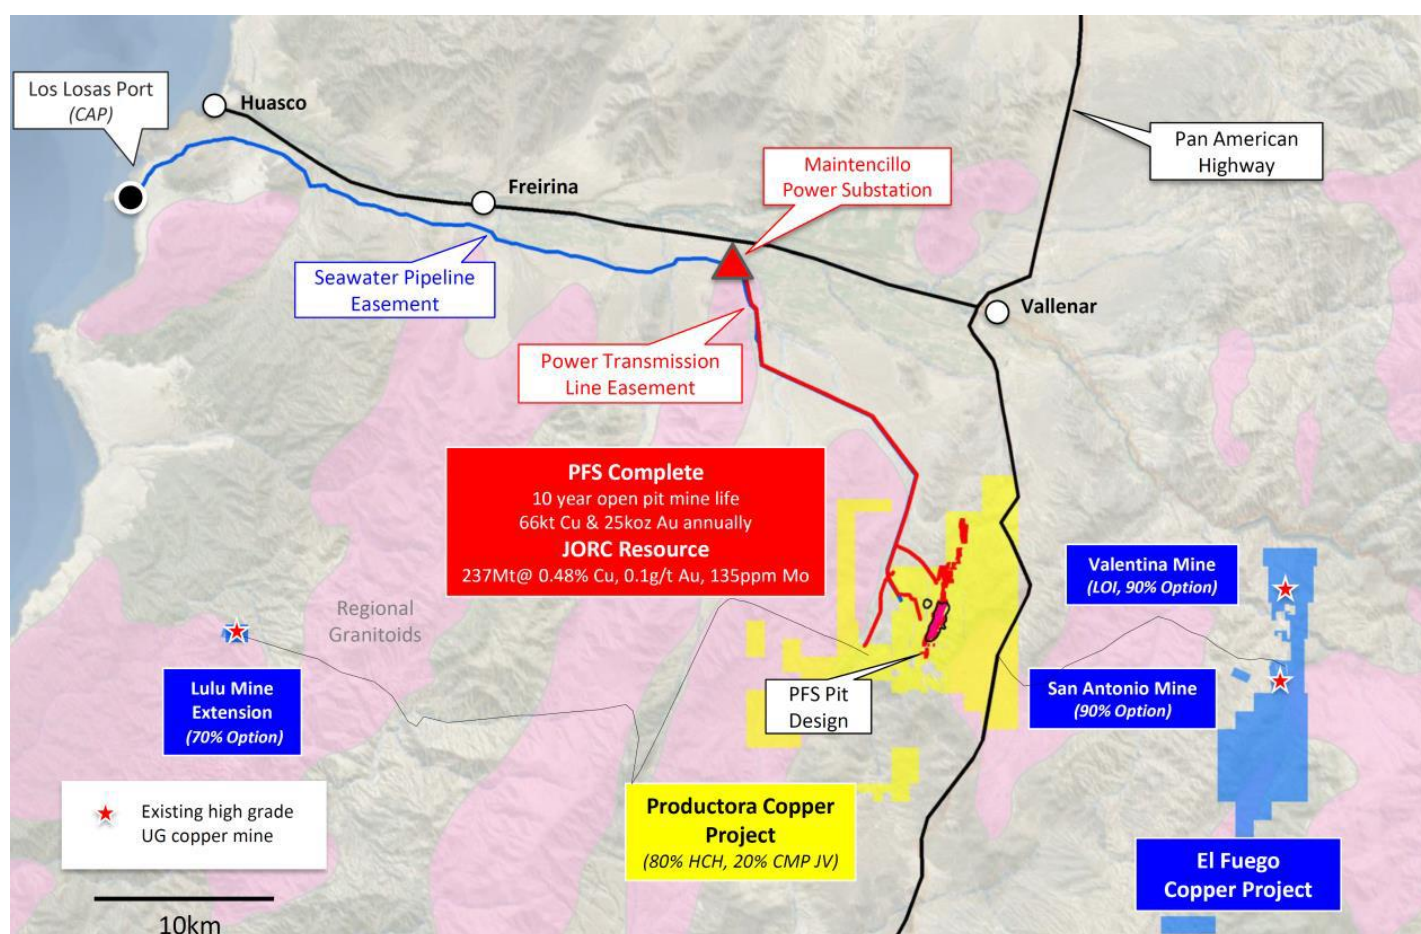 Los Losas Port
(CAP)
Huasco
Freirina
Maintencillo
Power Substation
Pan American
Highway
Seawater Pipeline
Easement
Vallenar
Power Transmission
Line Easement
PFS Complete
10 year open pit mine life
66kt Cu & 25koz Au annually
JORC Resource
237Mt@ 0.48% Cu, 0.1g/t Au, 135ppm Mo
Regional
Granitoids
Valentina Mine
(LOI, 90% Option)
Lulu Mine
Extension
(70% Option)
PFS Pit
Design
San Antonio Mine
(90% Option)
Existing high grade
UG copper mine
Productora Copper
Project
(80% HCH, 20% CMP JV)
El Fuego
Copper Project
10km